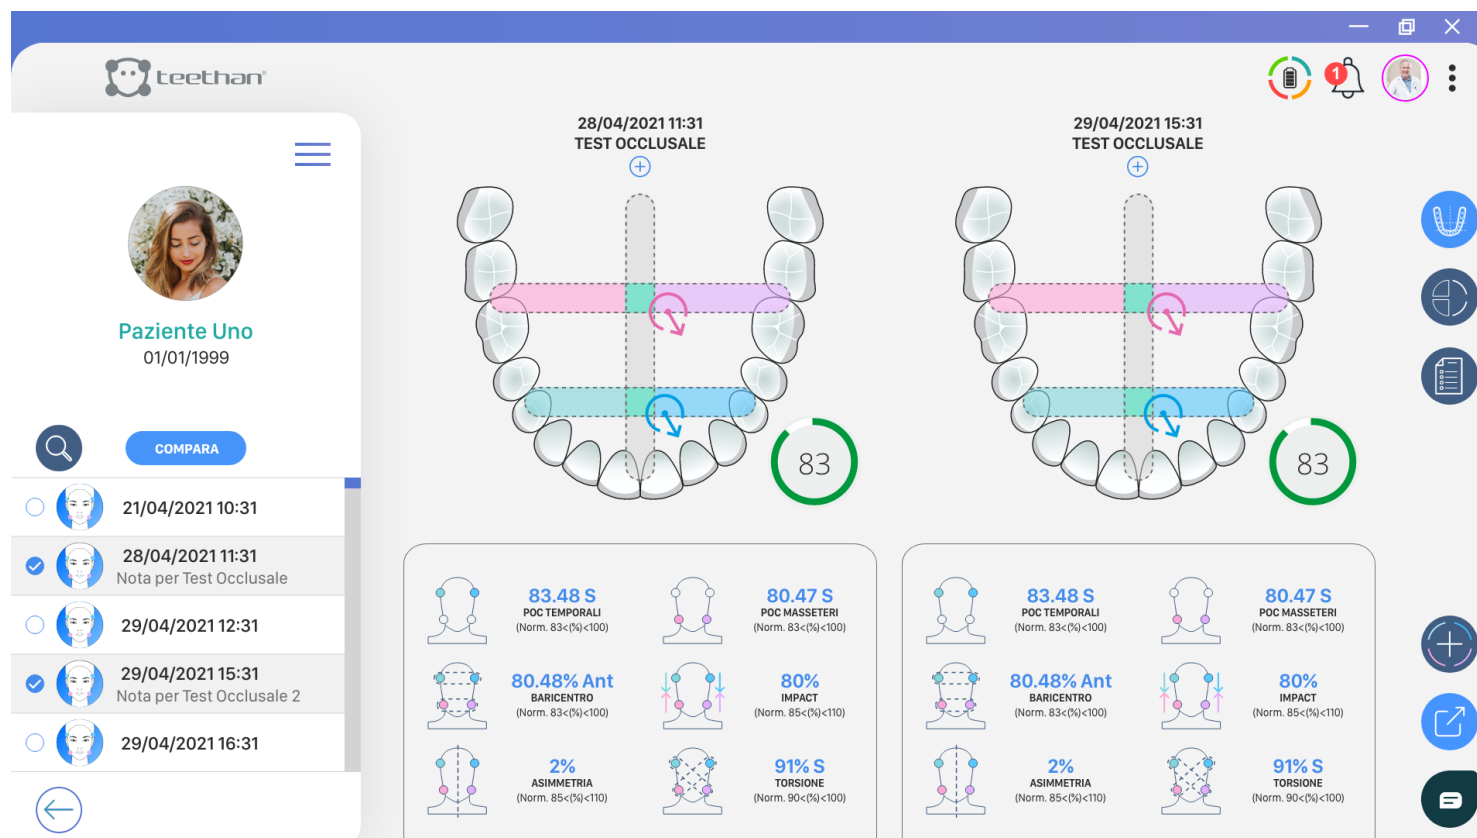 teethan
1
Paziente Uno
01/01/1999
COMPARA
21/04/2021 10:31
28/04/2021 11:31
Nota per Test Occlusale
29/04/2021 12:31
29/04/2021 15:31
Nota per Test Occlusale 2
29/04/2021 16:31
28/04/2021 11:31
TEST OCCLUSALE
83
83.48 S
POC TEMPORALI
(Norm. 83<(%)<100)
80.47 S
POC MASSETERI
(Norm. 83<(%)<100)
80.48% Ant
BARICENTRO
(Norm. 83<(%)<100)
80%
IMPACT
(Norm. 85<(%)<110)
2%
ASIMMETRIA
(Norm. 85<(%)<110)
91% S
TORSIONE
(Norm. 90<(%)<100)
29/04/2021 15:31
TEST OCCLUSALE
83
83.48 S
POC TEMPORALI
(Norm. 83<(%)<100)
80.47 S
POC MASSETERI
(Norm. 83<(%)<100)
80.48% Ant
BARICENTRO
(Norm. 83<(%)<100)
80%
IMPACT
(Norm. 85<(%)<110)
2%
ASIMMETRIA
(Norm. 85<(%)<110)
91% S
TORSIONE
(Norm. 90<(%)<100)